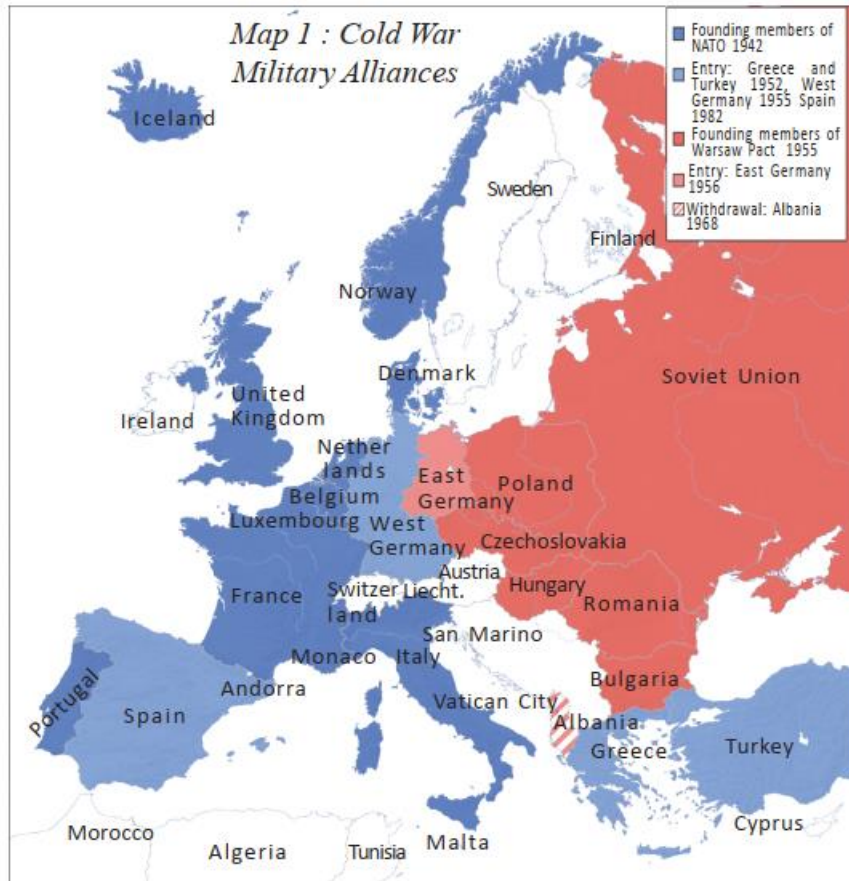 Map 1 : Cold War
Military Alliances
Founding members of
NATO 1942
Entry: Greece and
Turkey 1952, West
Germany 1955 Spain
1982
Founding members of
Warsaw Pact 1955
Entry: East Germany
1956
Withdrawal: Albania
1968
Iceland
Sweden
Finland
Norway
Denmark
Soviet Union
United
Kingdom
Ireland
Nether
lands
Belgium
Luxembourg
East
Germany
Poland
West
Germany
Czechoslovakia
Austria
Switzer
land
Liecht.
Hungary
Romania
France
San Marino
Monaco
Italy
Bulgaria
Andorra
Portugal
Spain
Vatican City
Albania
Greece
Turkey
Cyprus
Morocco
Algeria
Tunisia
Malta